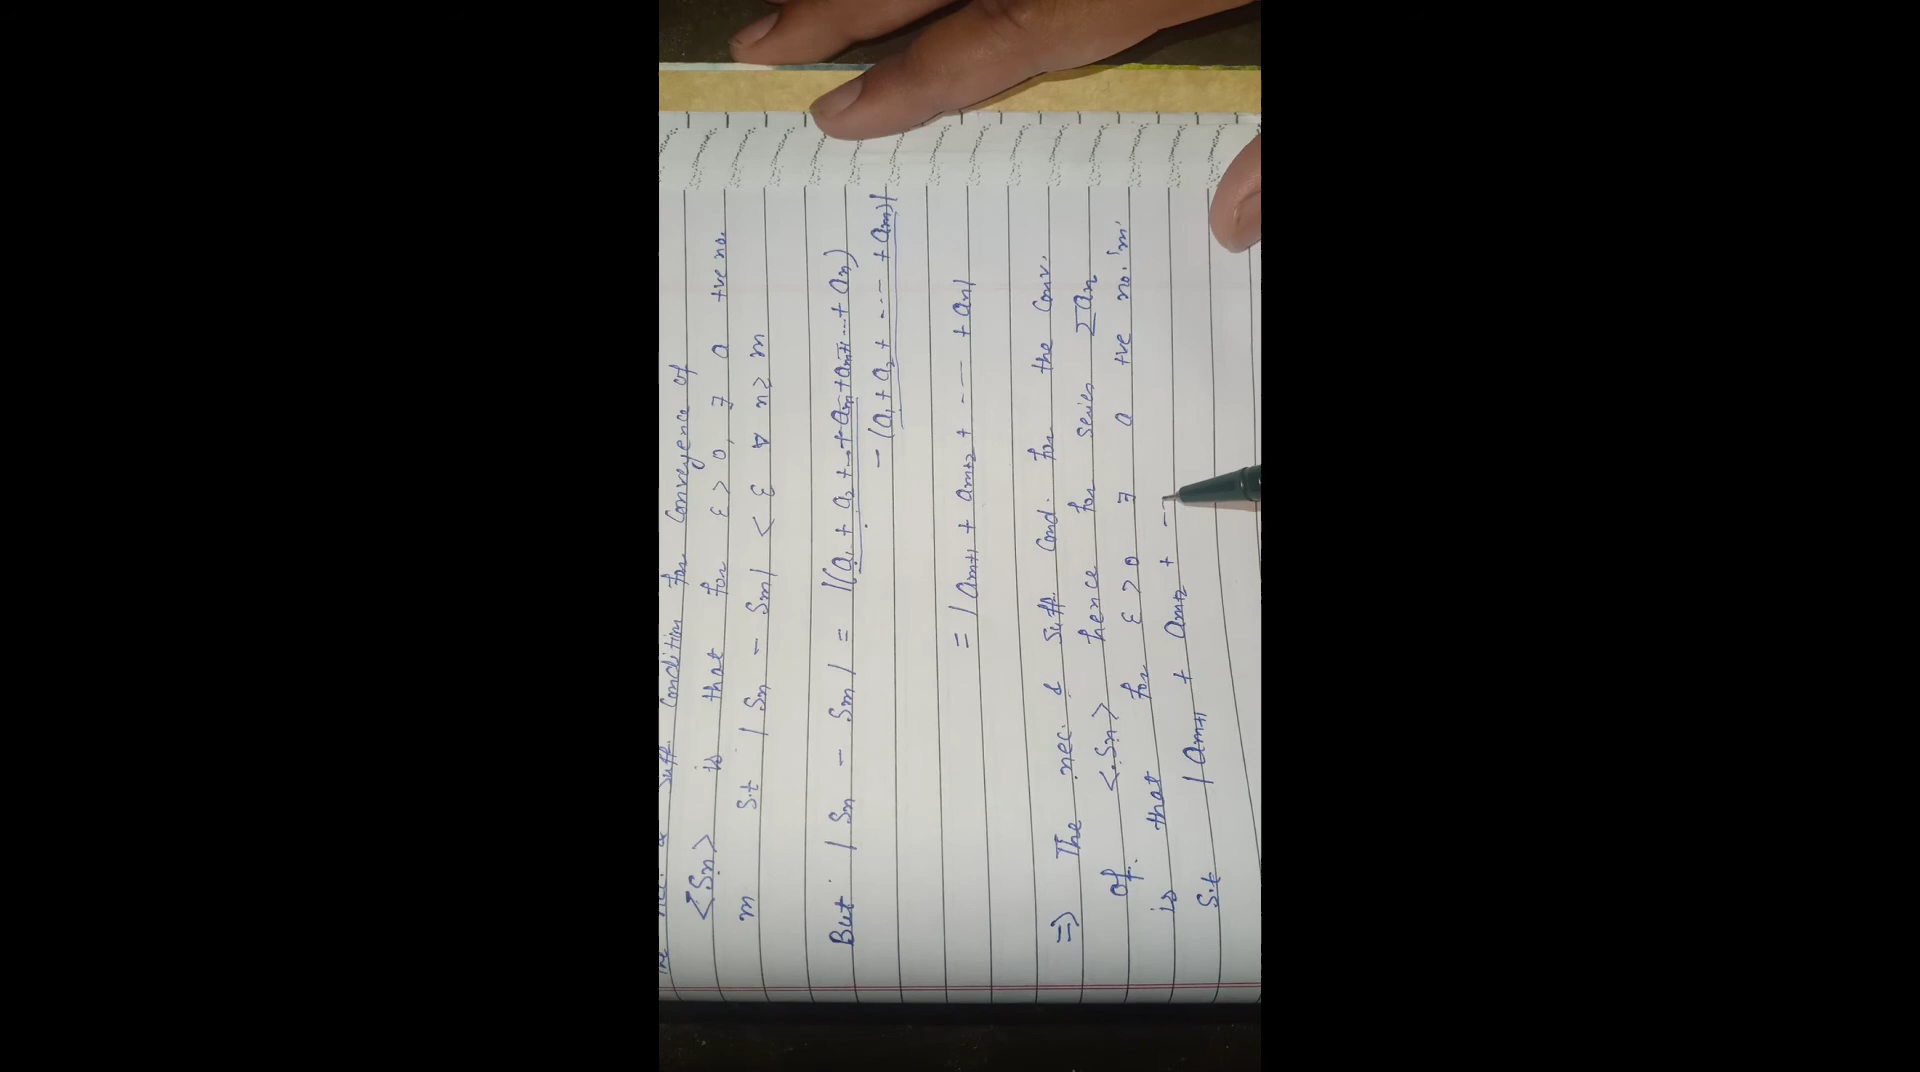 the nec. & suff. condition for convergence of
<Sn> is that for ε > 0, ∃ a +ve no.
m s.t |Sn - Sm| < ε ∀ n ≥ m
But |Sn - Sm| = |(a₁ + a₂ + ... + am + am+1 ... + an)
- (a₁ + a₂ + ---- + am)|
= |am+1 + am+2 + --- + an|
⇒ The nec. & suff. cond. for the conv.
of <Sn> hence for series Σan
is that for ε > 0 ∃ a +ve no. 'm'
s.t |am+1 + am+2 + --